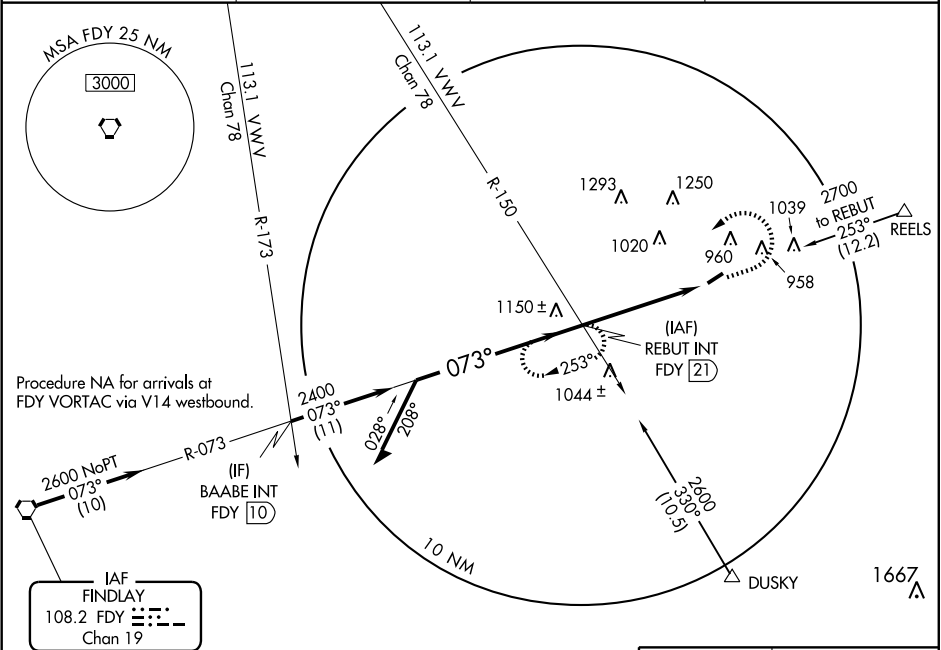 MSA FDY 25 NM
3000
113.1 VWV
Chan 78
R-173
113.1 VWV
Chan 78
R-150
1293
1250
1020
960
1039
958
2700
to REBUT
253°
(12.2)
REELS
1150 ±
(IAF)
REBUT INT
FDY 21
073°
253°
1044 ±
Procedure NA for arrivals at
FDY VORTAC via V14 westbound.
2400
073°
(11)
028°
208°
R-073
2600 NoPT
073°
(10)
(IF)
BAABE INT
FDY 10
10 NM
2600
330°
(10.5)
DUSKY
1667
IAF
FINDLAY
108.2 FDY
Chan 19